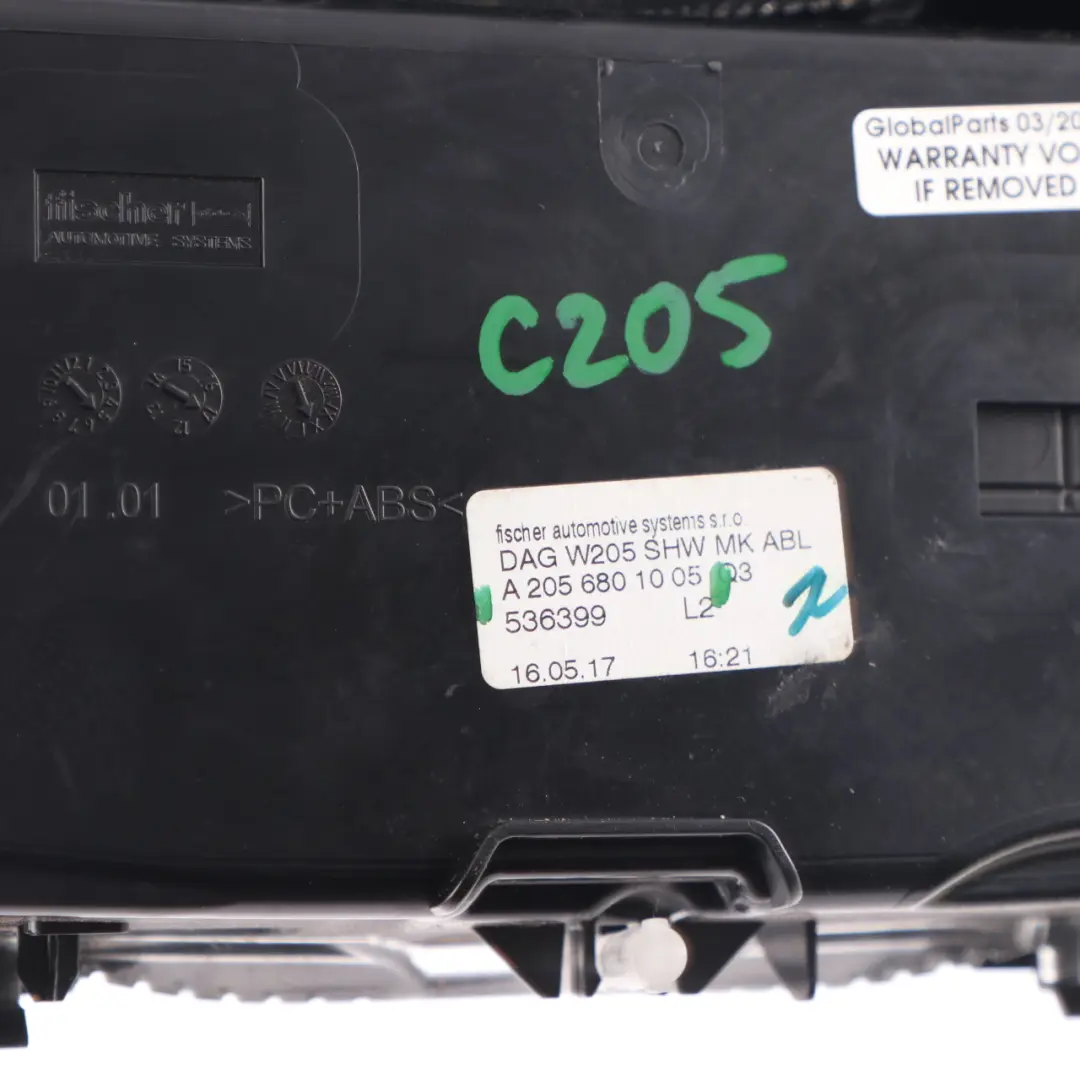 GlobalParts 03/20
WARRANTY VO
IF REMOVED
fischer
AUTOMOTIVE SYSTEMS
C205
01.01 >PC+ABS<
fischer automotive systems s.r.o.
DAG W205 SHW MK ABL
A 205 680 10 05 Q3
536399 L2
16.05.17 16:21